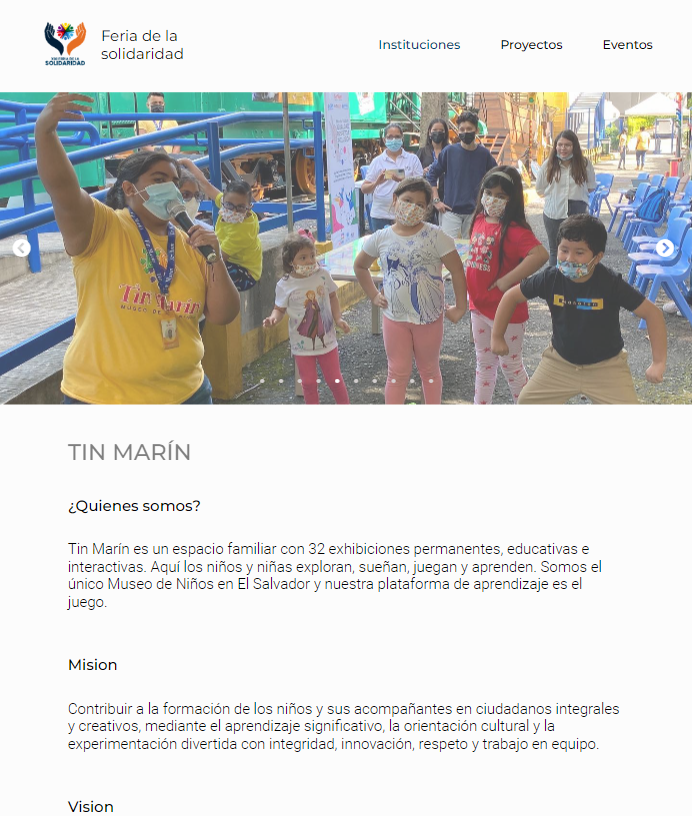 XXI FERIA DE LA
SOLIDARIDAD
Feria de la
solidaridad
Instituciones
Proyectos
Eventos
Tin Marín
MUSEO DE
TIN MARÍN
¿Quienes somos?
Tin Marín es un espacio familiar con 32 exhibiciones permanentes, educativas e
interactivas. Aquí los niños y niñas exploran, sueñan, juegan y aprenden. Somos el
único Museo de Niños en El Salvador y nuestra plataforma de aprendizaje es el
juego.
Mision
Contribuir a la formación de los niños y sus acompañantes en ciudadanos integrales
y creativos, mediante el aprendizaje significativo, la orientación cultural y la
experimentación divertida con integridad, innovación, respeto y trabajo en equipo.
Vision